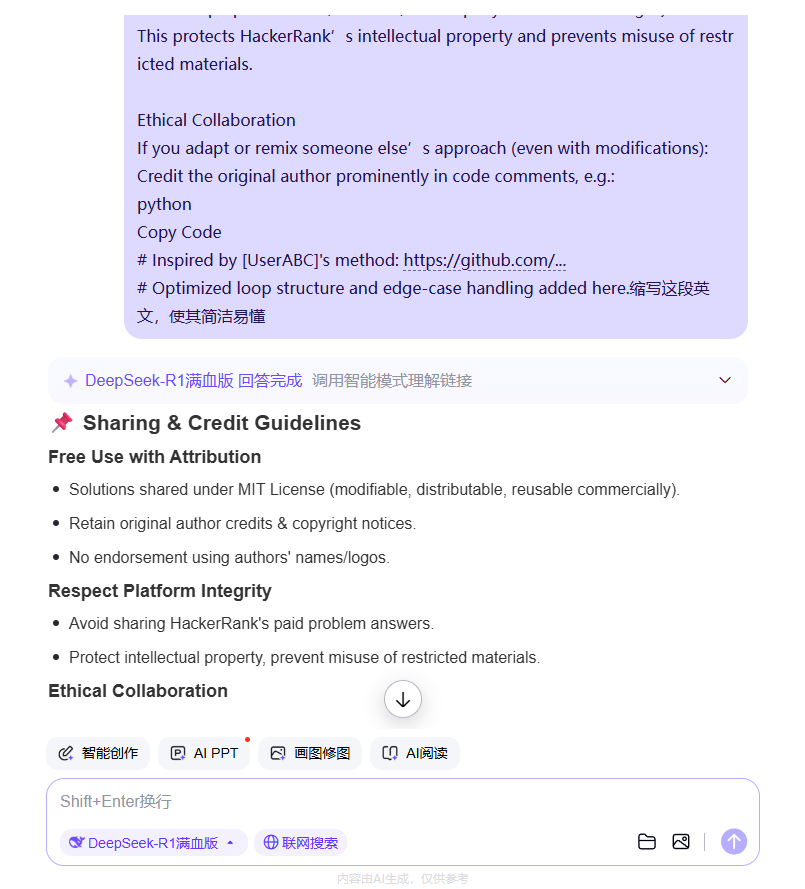 This protects HackerRank’s intellectual property and prevents misuse of restr
icted materials.
Ethical Collaboration
If you adapt or remix someone else’s approach (even with modifications):
Credit the original author prominently in code comments, e.g.:
python
Copy Code
# Inspired by [UserABC]'s method: https://github.com/...
# Optimized loop structure and edge-case handling added here.缩写这段英
文，使其简洁易懂
DeepSeek-R1满血版 回答完成 调用智能模式理解链接
📌 Sharing & Credit Guidelines
Free Use with Attribution
• Solutions shared under MIT License (modifiable, distributable, reusable commercially).
• Retain original author credits & copyright notices.
• No endorsement using authors' names/logos.
Respect Platform Integrity
• Avoid sharing HackerRank's paid problem answers.
• Protect intellectual property, prevent misuse of restricted materials.
Ethical Collaboration
智能创作 AI PPT 画图修图 AI阅读
Shift+Enter换行
DeepSeek-R1满血版 联网搜索
内容由AI生成，仅供参考